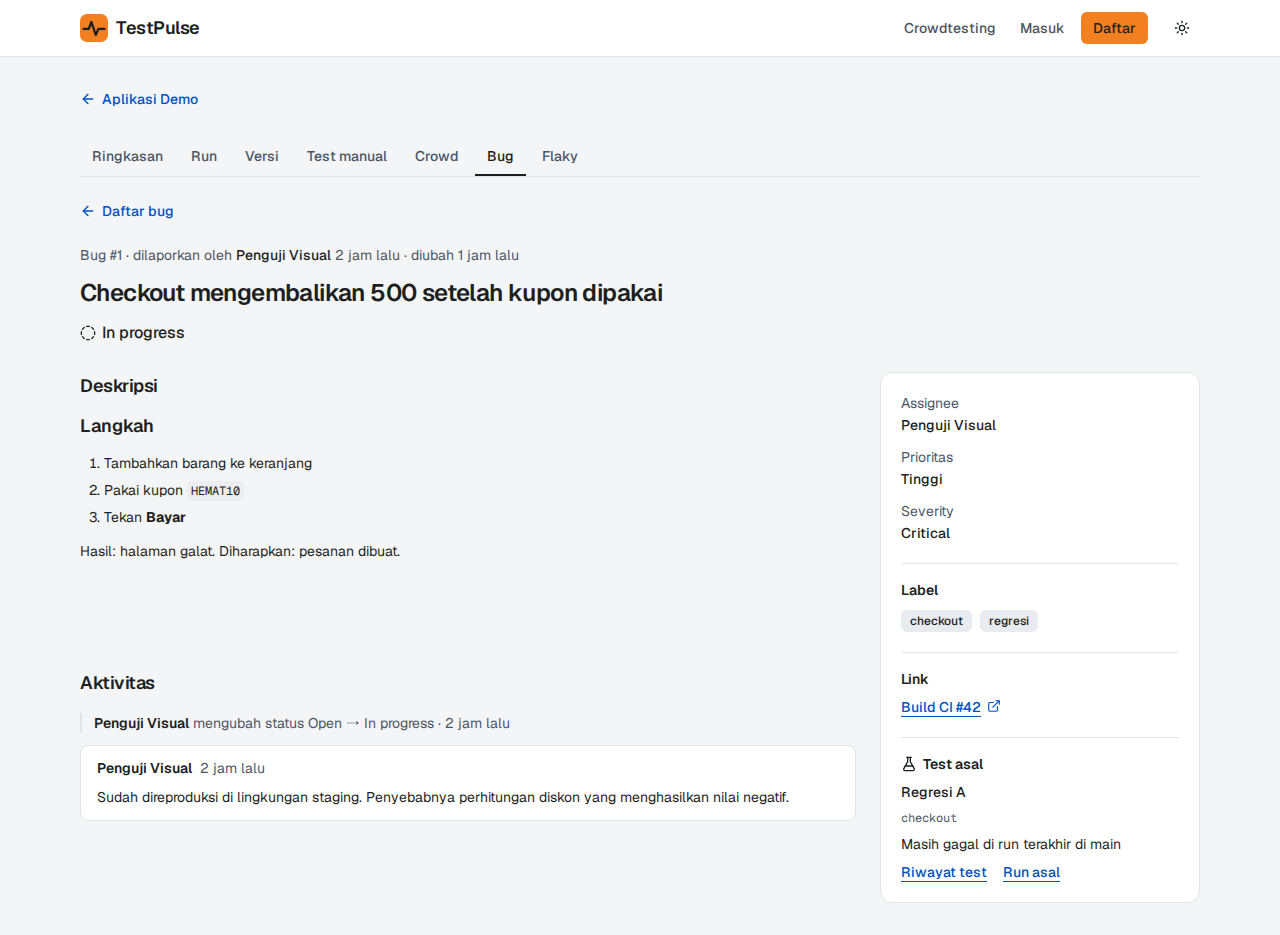 TestPulse
Crowdtesting
Masuk
Daftar
Aplikasi Demo
Ringkasan
Run
Versi
Test manual
Crowd
Bug
Flaky
Daftar bug
Bug #1 · dilaporkan oleh Penguji Visual 2 jam lalu · diubah 1 jam lalu
Checkout mengembalikan 500 setelah kupon dipakai
In progress
Deskripsi
Langkah
1. Tambahkan barang ke keranjang
2. Pakai kupon HEMAT10
3. Tekan Bayar
Hasil: halaman galat. Diharapkan: pesanan dibuat.
Aktivitas
Penguji Visual mengubah status Open → In progress · 2 jam lalu
Penguji Visual 2 jam lalu
Sudah direproduksi di lingkungan staging. Penyebabnya perhitungan diskon yang menghasilkan nilai negatif.
Assignee
Penguji Visual
Prioritas
Tinggi
Severity
Critical
Label
checkout
regresi
Link
Build CI #42
Test asal
Regresi A
checkout
Masih gagal di run terakhir di main
Riwayat test
Run asal